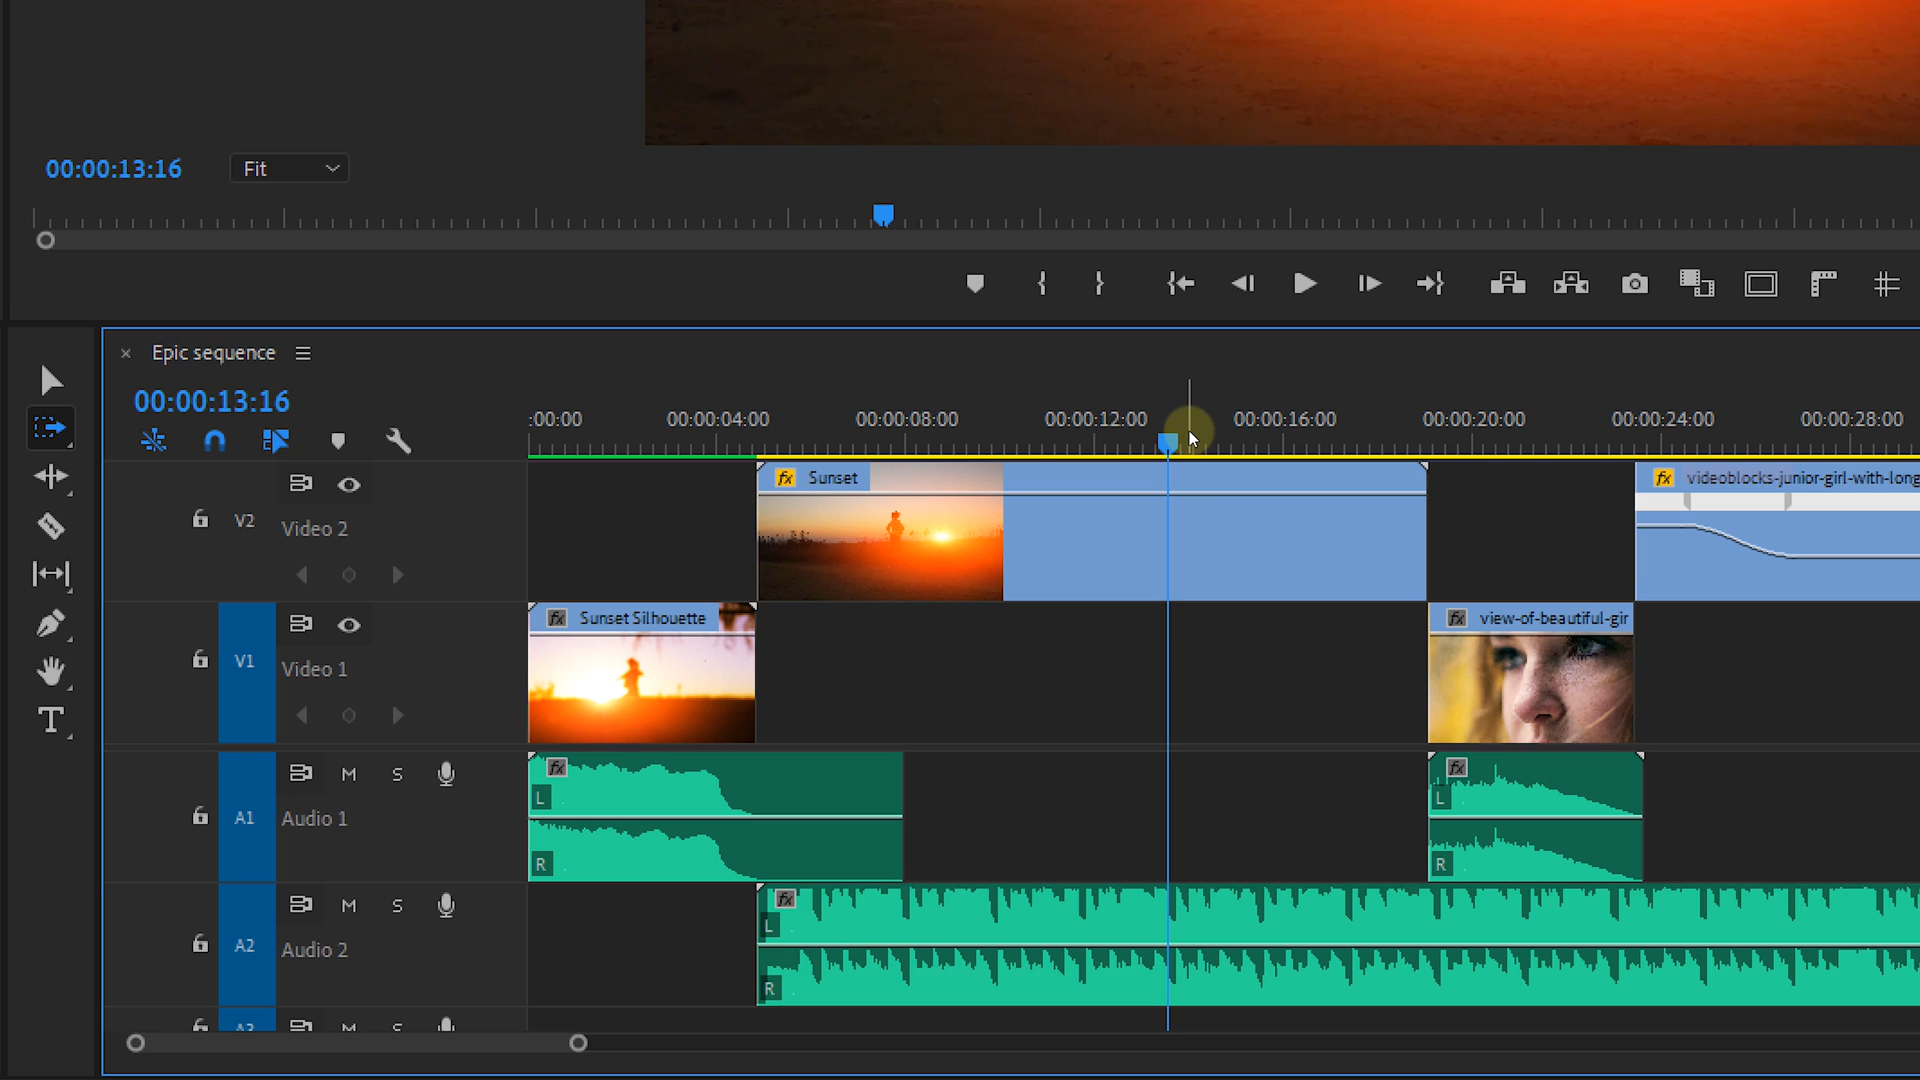 00:00:13:16
Fit
Epic sequence
00:00:13:16
:00:00
00:00:04:00
00:00:08:00
00:00:12:00
00:00:16:00
00:00:20:00
00:00:24:00
00:00:28:00
fx Sunset
fx videoblocks-junior-girl-with-long
V2
Video 2
fx Sunset Silhouette
fx view-of-beautiful-gir
V1
Video 1
M
S
fx
fx
L
L
A1
Audio 1
R
R
M
S
fx
L
A2
Audio 2
R
A3
M
S
T